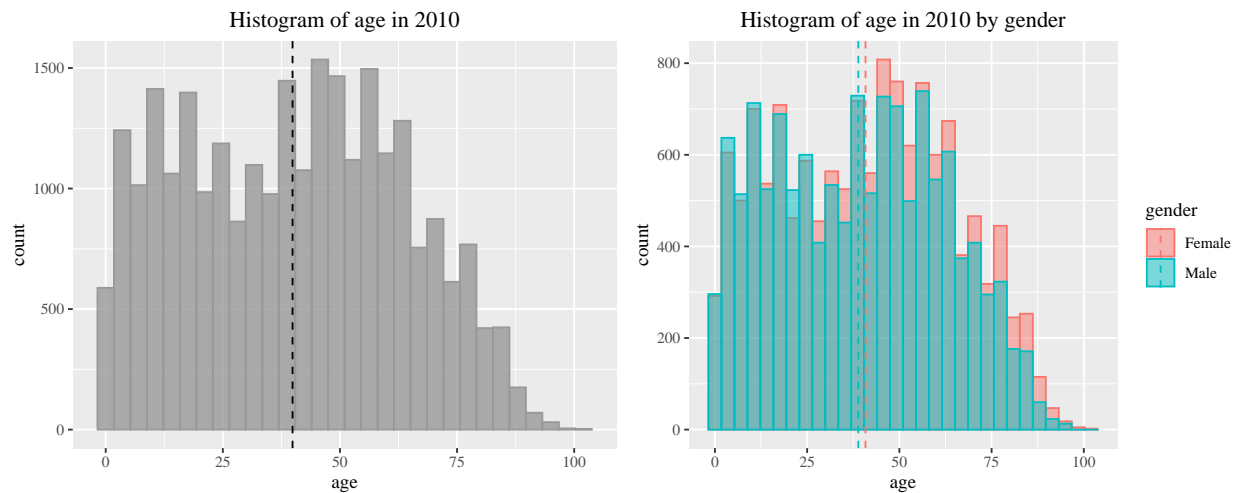 Histogram of age in 2010
1500
1000
500
0
count
0 25 50 75 100
age
Histogram of age in 2010 by gender
800
600
400
200
0
count
0 25 50 75 100
age
gender
Female
Male